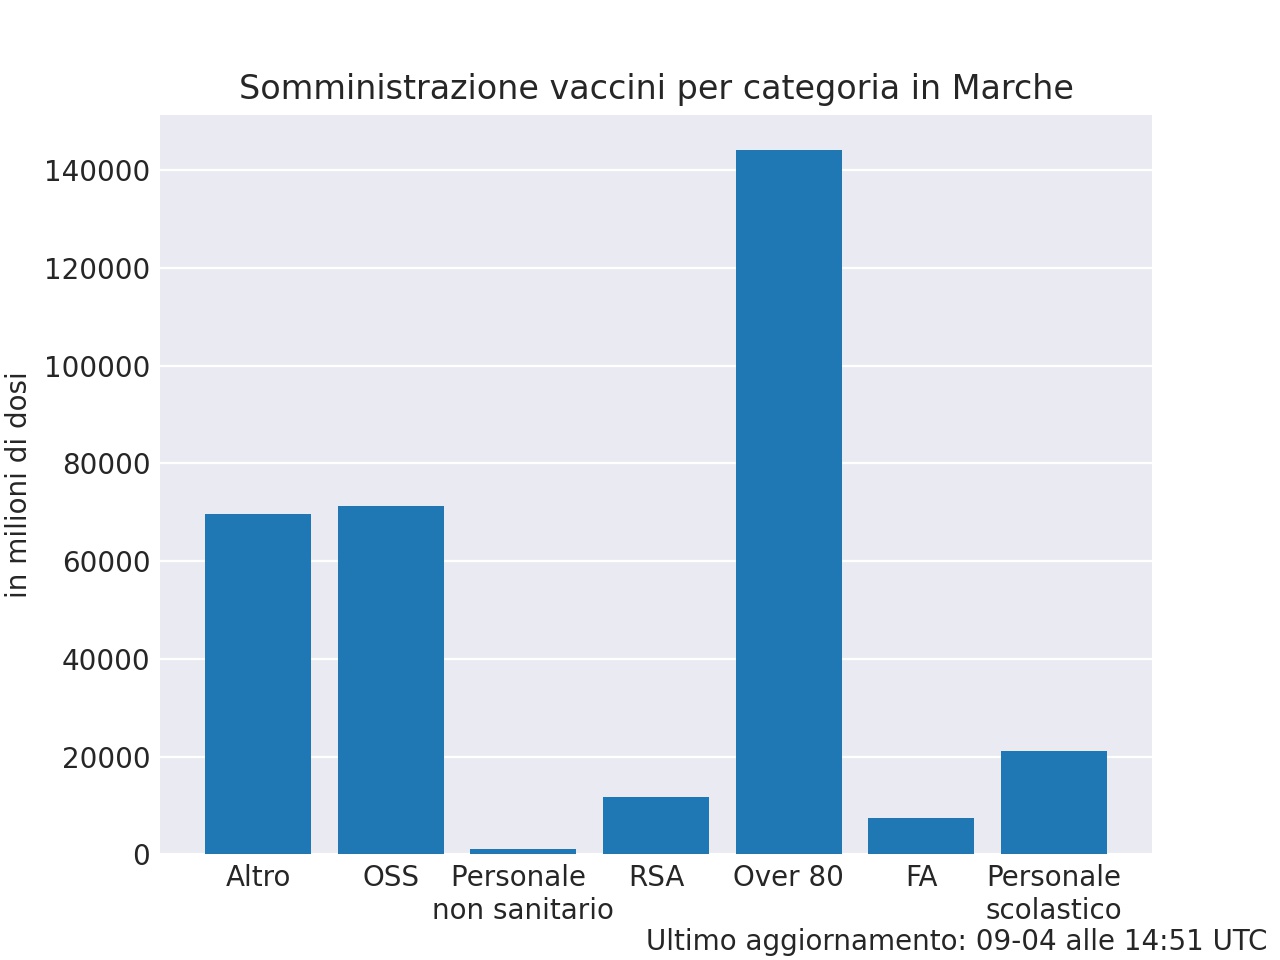 Somministrazione vaccini per categoria in Marche
in milioni di dosi
140000
120000
100000
80000
60000
40000
20000
0
Altro OSS Personale RSA Over 80 FA Personale
non sanitario scolastico
Ultimo aggiornamento: 09-04 alle 14:51 UTC